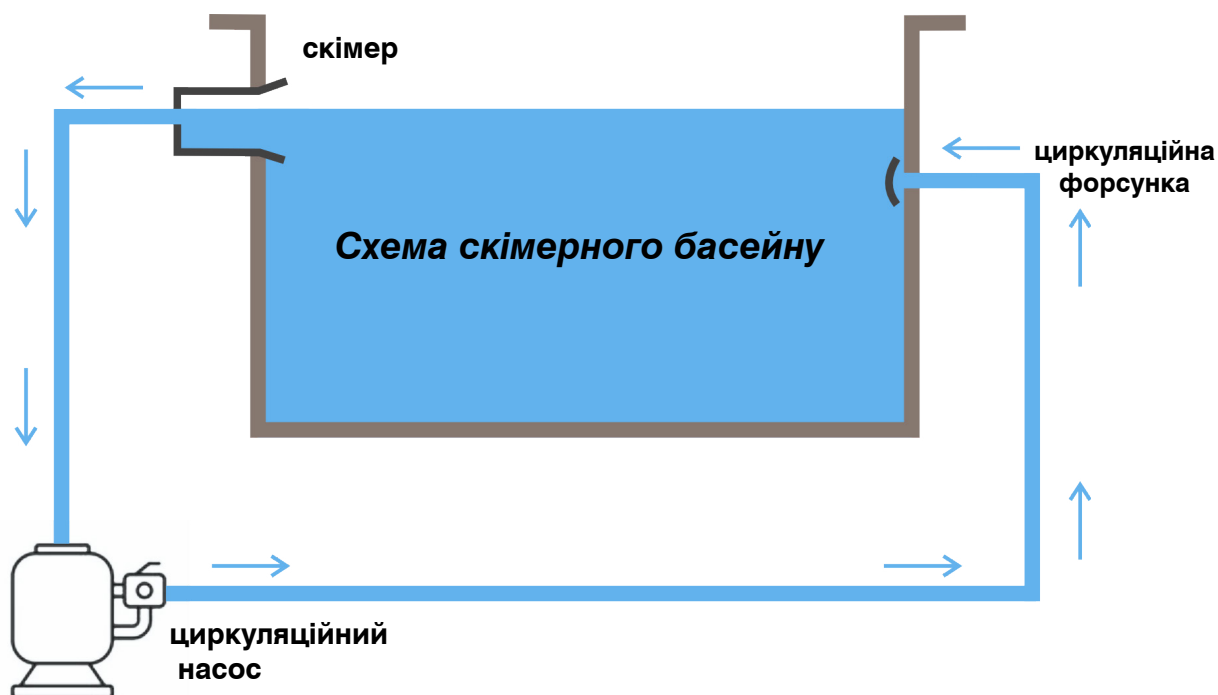 скімер
циркуляційна
форсунка
Схема скімерного басейну
циркуляційний
насос